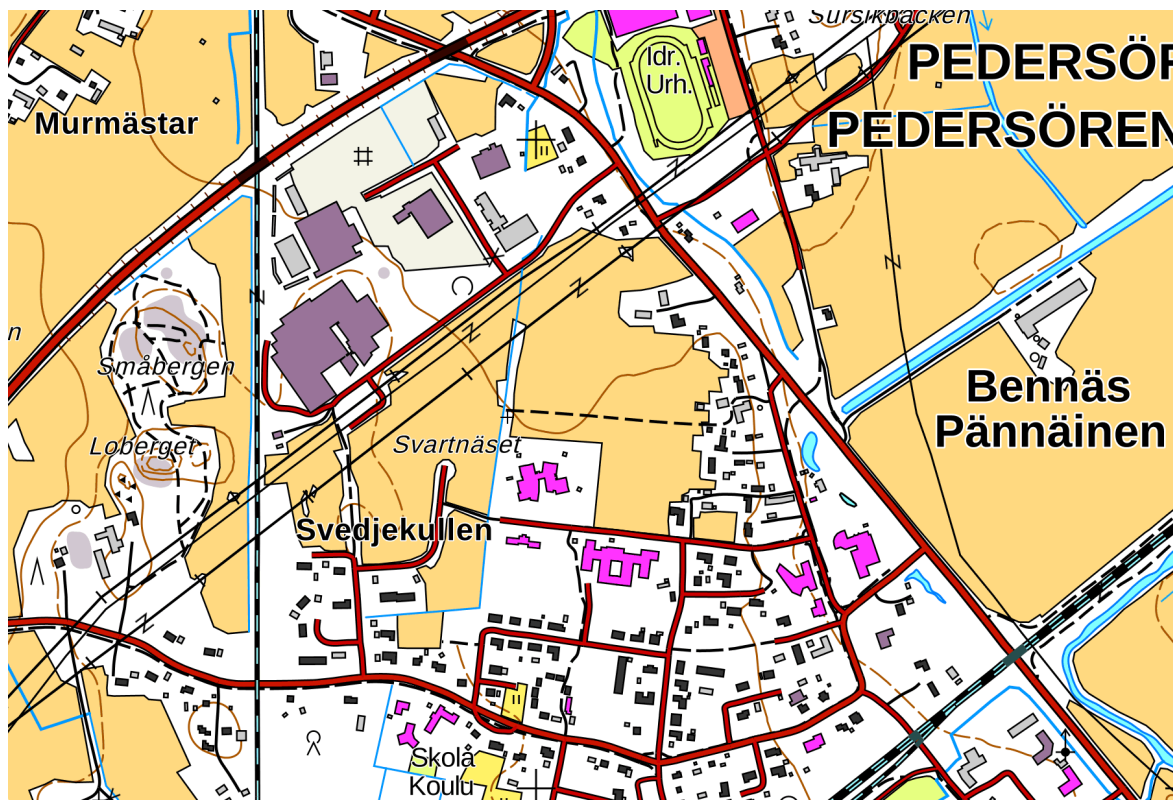 Sursikbacken
Idr.
Urh.
PEDERSÖR
PEDERSÖREN
Murmästar
n
Småbergen
Bennäs
Pännäinen
Loberget
Svartnäset
Svedjekullen
Skola
Koulu